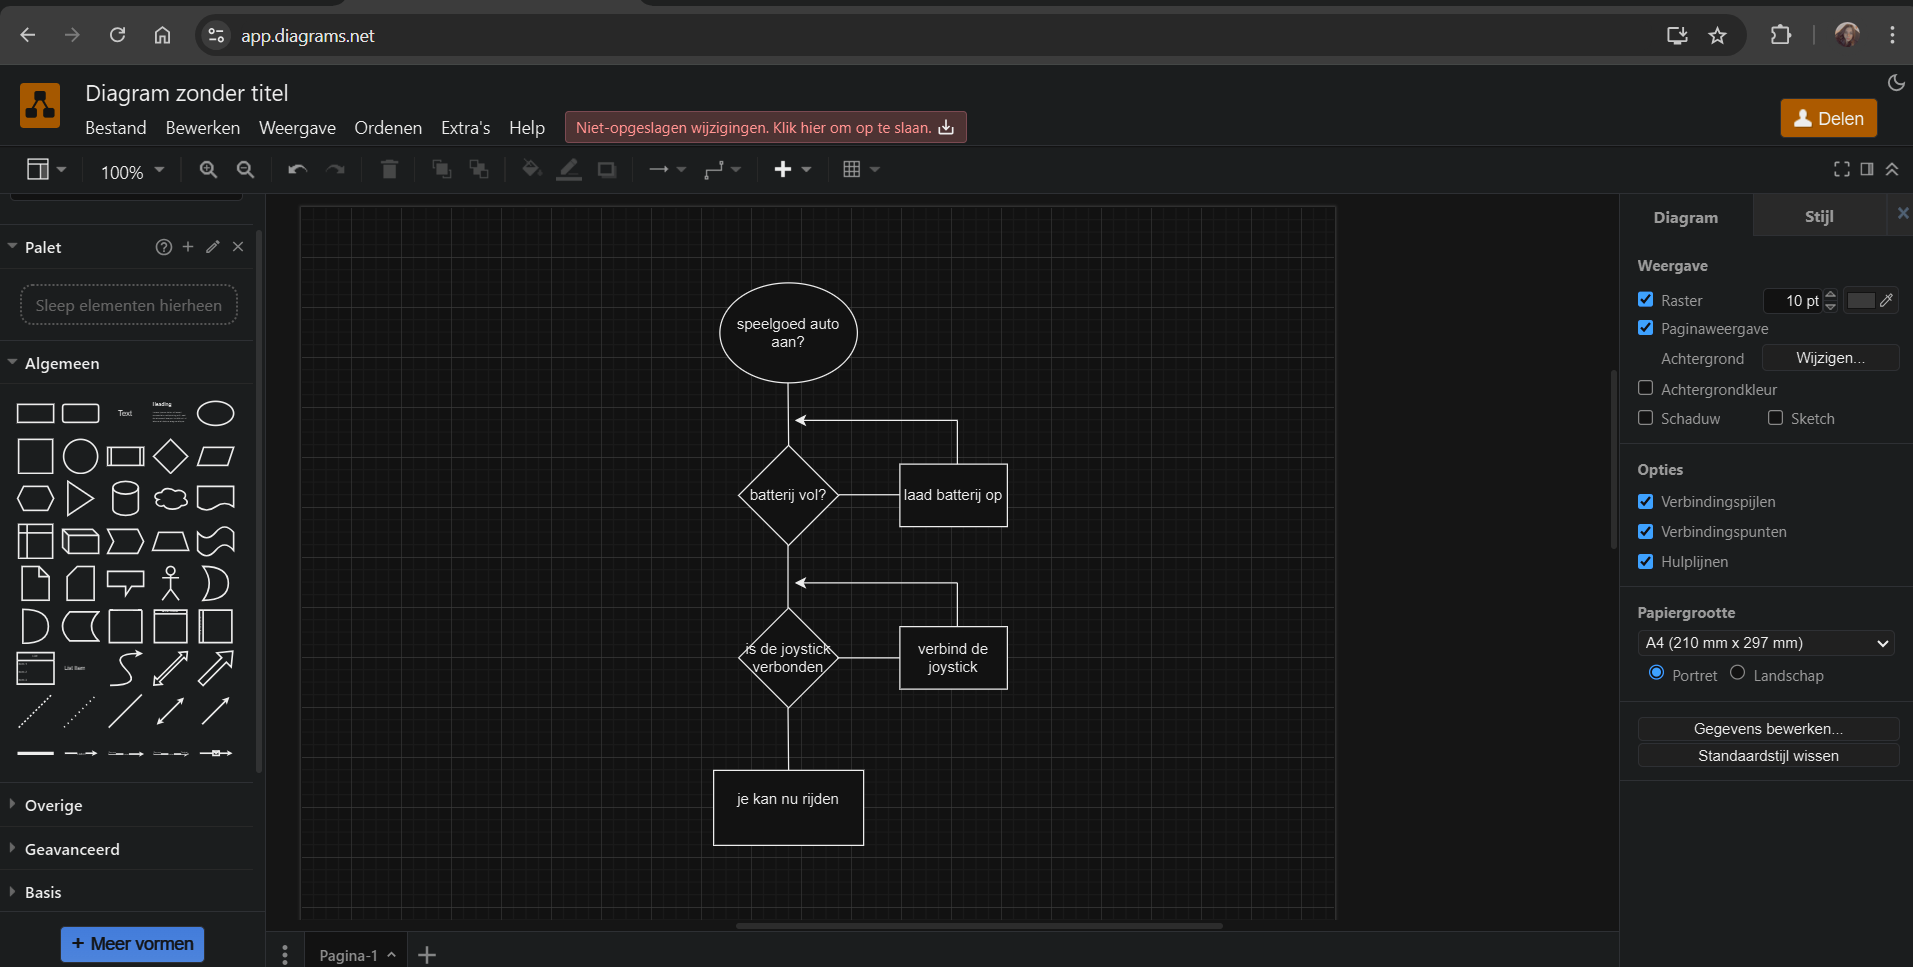 app.diagrams.net
Diagram zonder titel
Bestand Bewerken Weergave Ordenen Extra's Help
Niet-opgeslagen wijzigingen. Klik hier om op te slaan.
Delen
100%
Palet
Sleep elementen hierheen
Algemeen
Text
Heading
List Item
Overige
Geavanceerd
Basis
+ Meer vormen
speelgoed auto
aan?
batterij vol?
laad batterij op
is de joystick
verbonden
verbind de
joystick
je kan nu rijden
Pagina-1
Diagram
Stijl
Weergave
Raster
10 pt
Paginaweergave
Achtergrond
Wijzigen...
Achtergrondkleur
Schaduw
Sketch
Opties
Verbindingspijlen
Verbindingspunten
Hulplijnen
Papiergrootte
A4 (210 mm x 297 mm)
Portret
Landschap
Gegevens bewerken...
Standaardstijl wissen